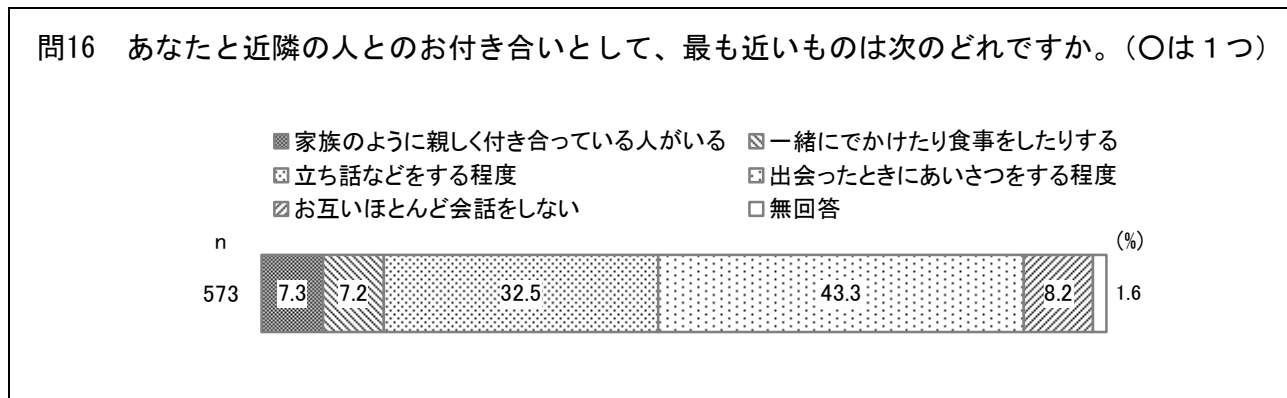 問16 あなたと近隣の人とのお付き合いとして、最も近いものは次のどれですか。(〇は1つ)
家族のように親しく付き合っている人がいる 一緒にでかけたり食事をしたりする
立ち話などをする程度 出会ったときにあいさつをする程度
お互いほとんど会話をしない 無回答
n (%)
573 7.3 7.2 32.5 43.3 8.2 1.6